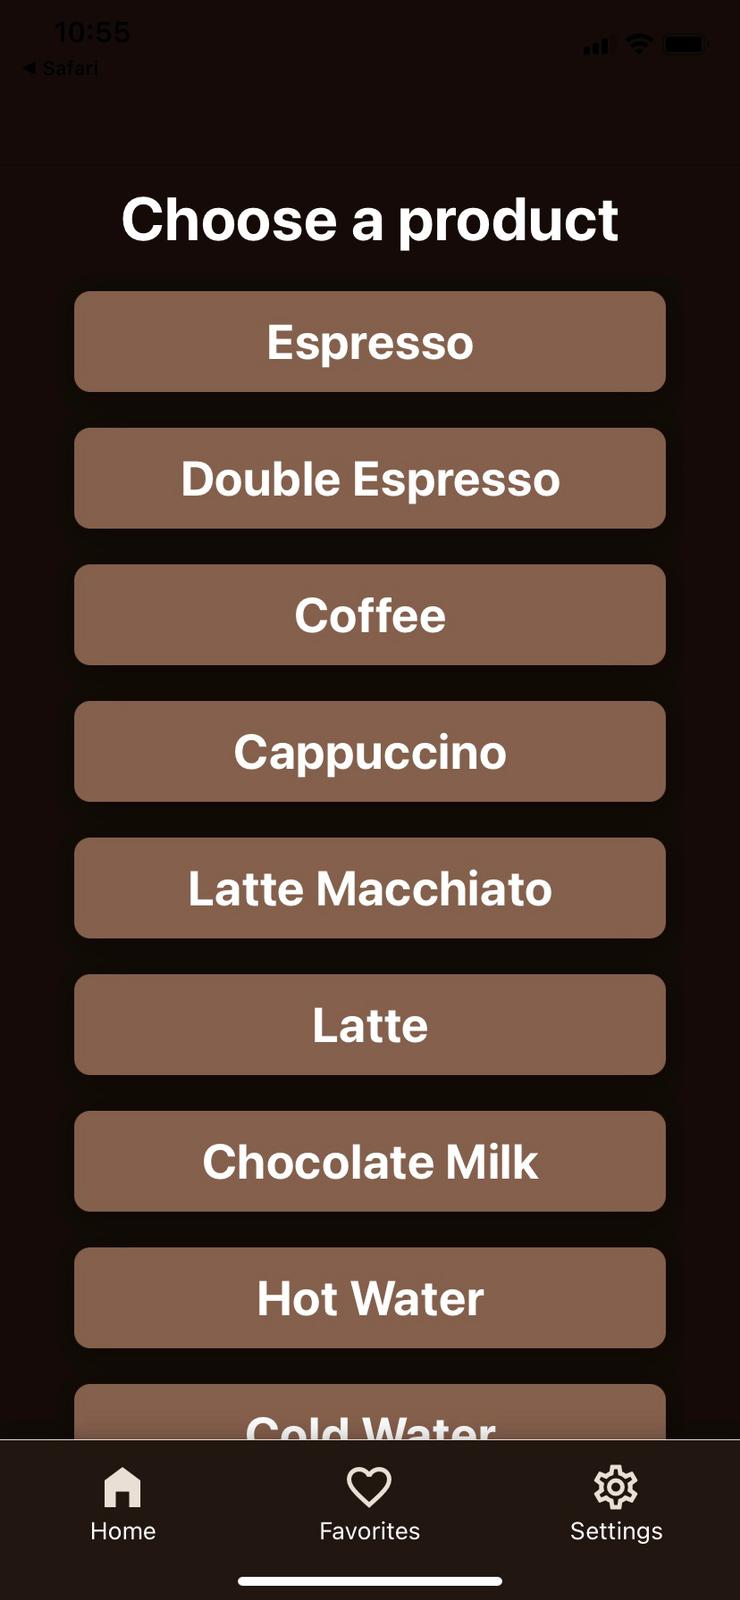 10:55
◀ Safari
Choose a product
Espresso
Double Espresso
Coffee
Cappuccino
Latte Macchiato
Latte
Chocolate Milk
Hot Water
Cold Water
Home Favorites Settings